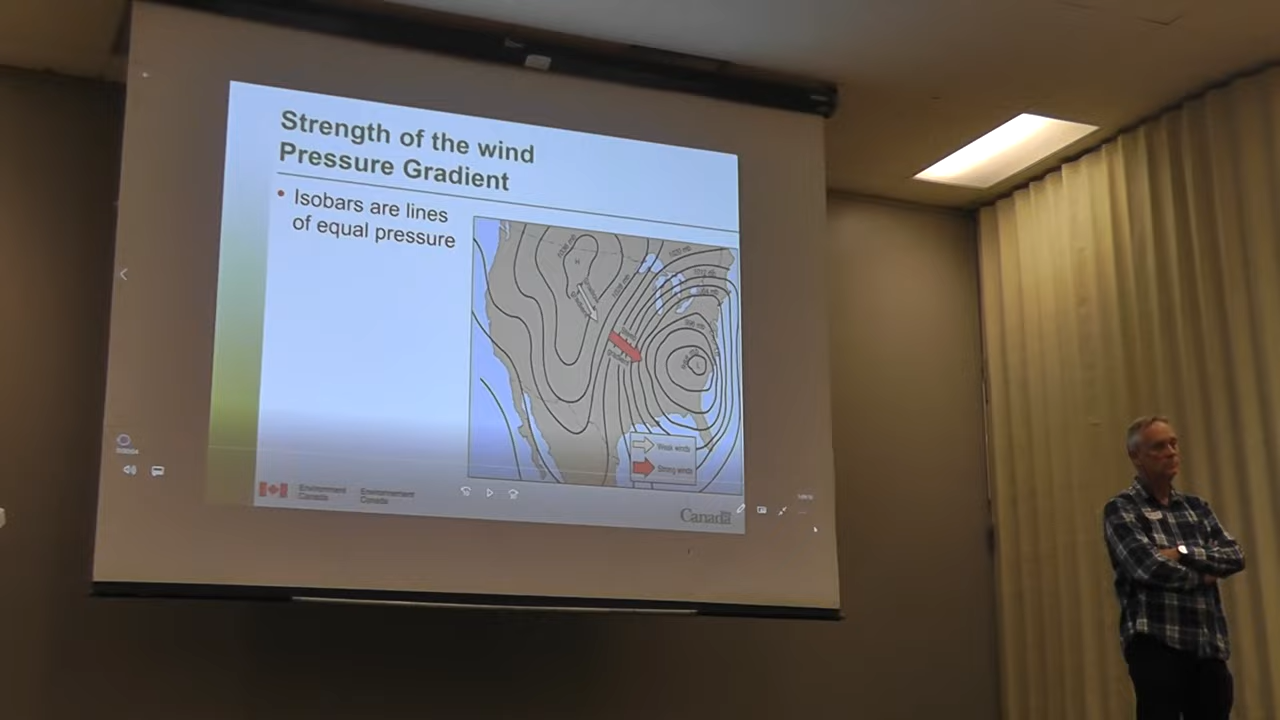 Strength of the wind
Pressure Gradient
Isobars are lines
of equal pressure
H
L
Weak winds
Strong winds
Environment
Canada
Environnement
Canada
Canada